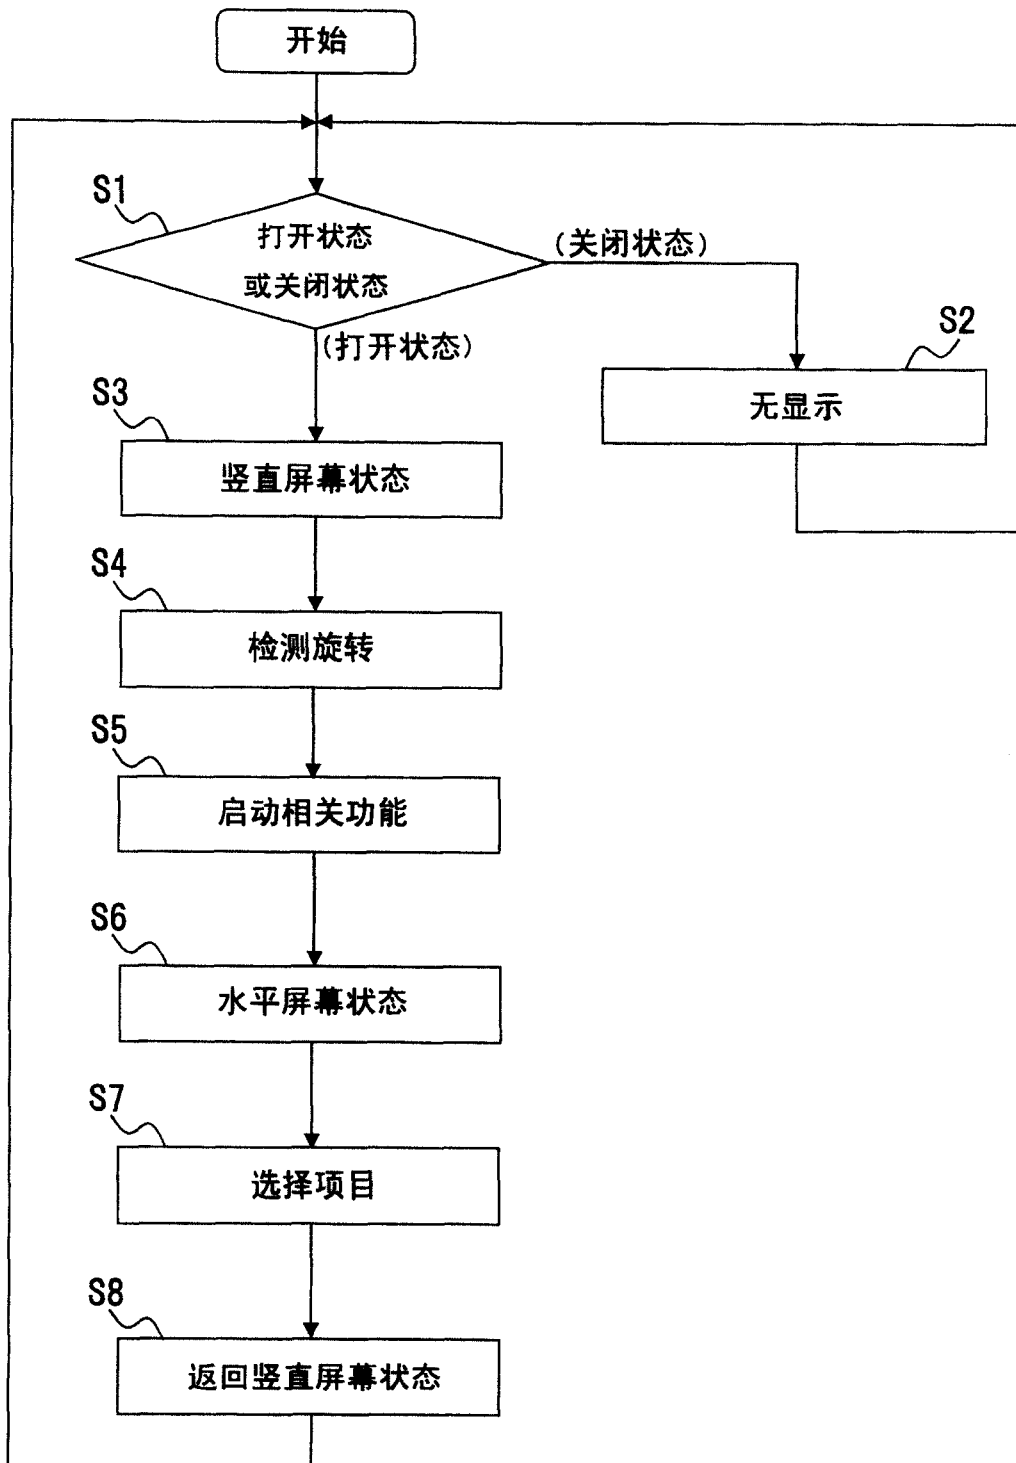 开始
S1
打开状态
或关闭状态
(关闭状态)
(打开状态)
S2
无显示
S3
竖直屏幕状态
S4
检测旋转
S5
启动相关功能
S6
水平屏幕状态
S7
选择项目
S8
返回竖直屏幕状态